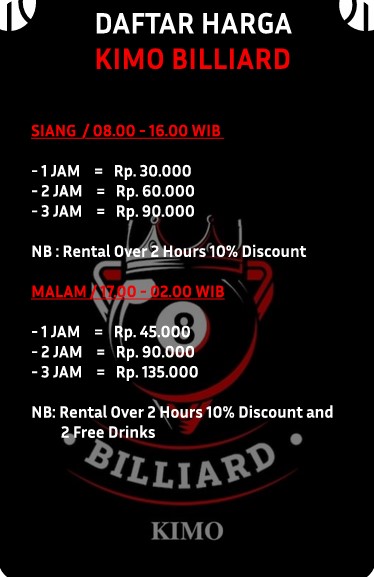 DAFTAR HARGA
KIMO BILLIARD
SIANG / 08.00 - 16.00 WIB
- 1 JAM = Rp. 30.000
- 2 JAM = Rp. 60.000
- 3 JAM = Rp. 90.000
NB : Rental Over 2 Hours 10% Discount
MALAM / 17.00 - 02.00 WIB
- 1 JAM = Rp. 45.000
- 2 JAM = Rp. 90.000
- 3 JAM = Rp. 135.000
8
NB: Rental Over 2 Hours 10% Discount and
2 Free Drinks
BILLIARD
KIMO